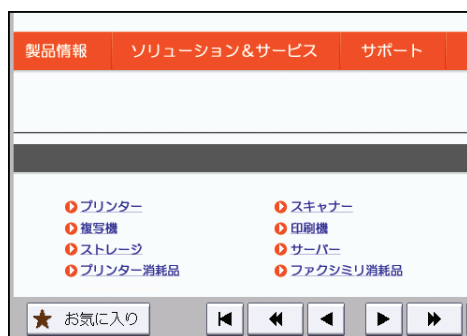 製品情報 ソリューション＆サービス サポート
プリンター スキャナー
複写機 印刷機
ストレージ サーバー
プリンター消耗品 ファクシミリ消耗品
お気に入り